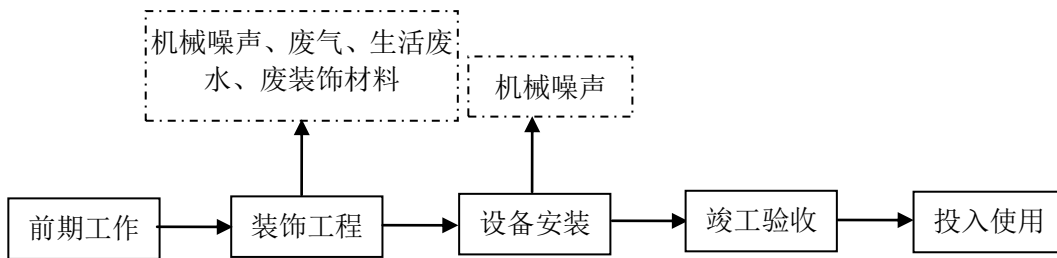 机械噪声、废气、生活废
水、废装饰材料
机械噪声
前期工作
装饰工程
设备安装
竣工验收
投入使用